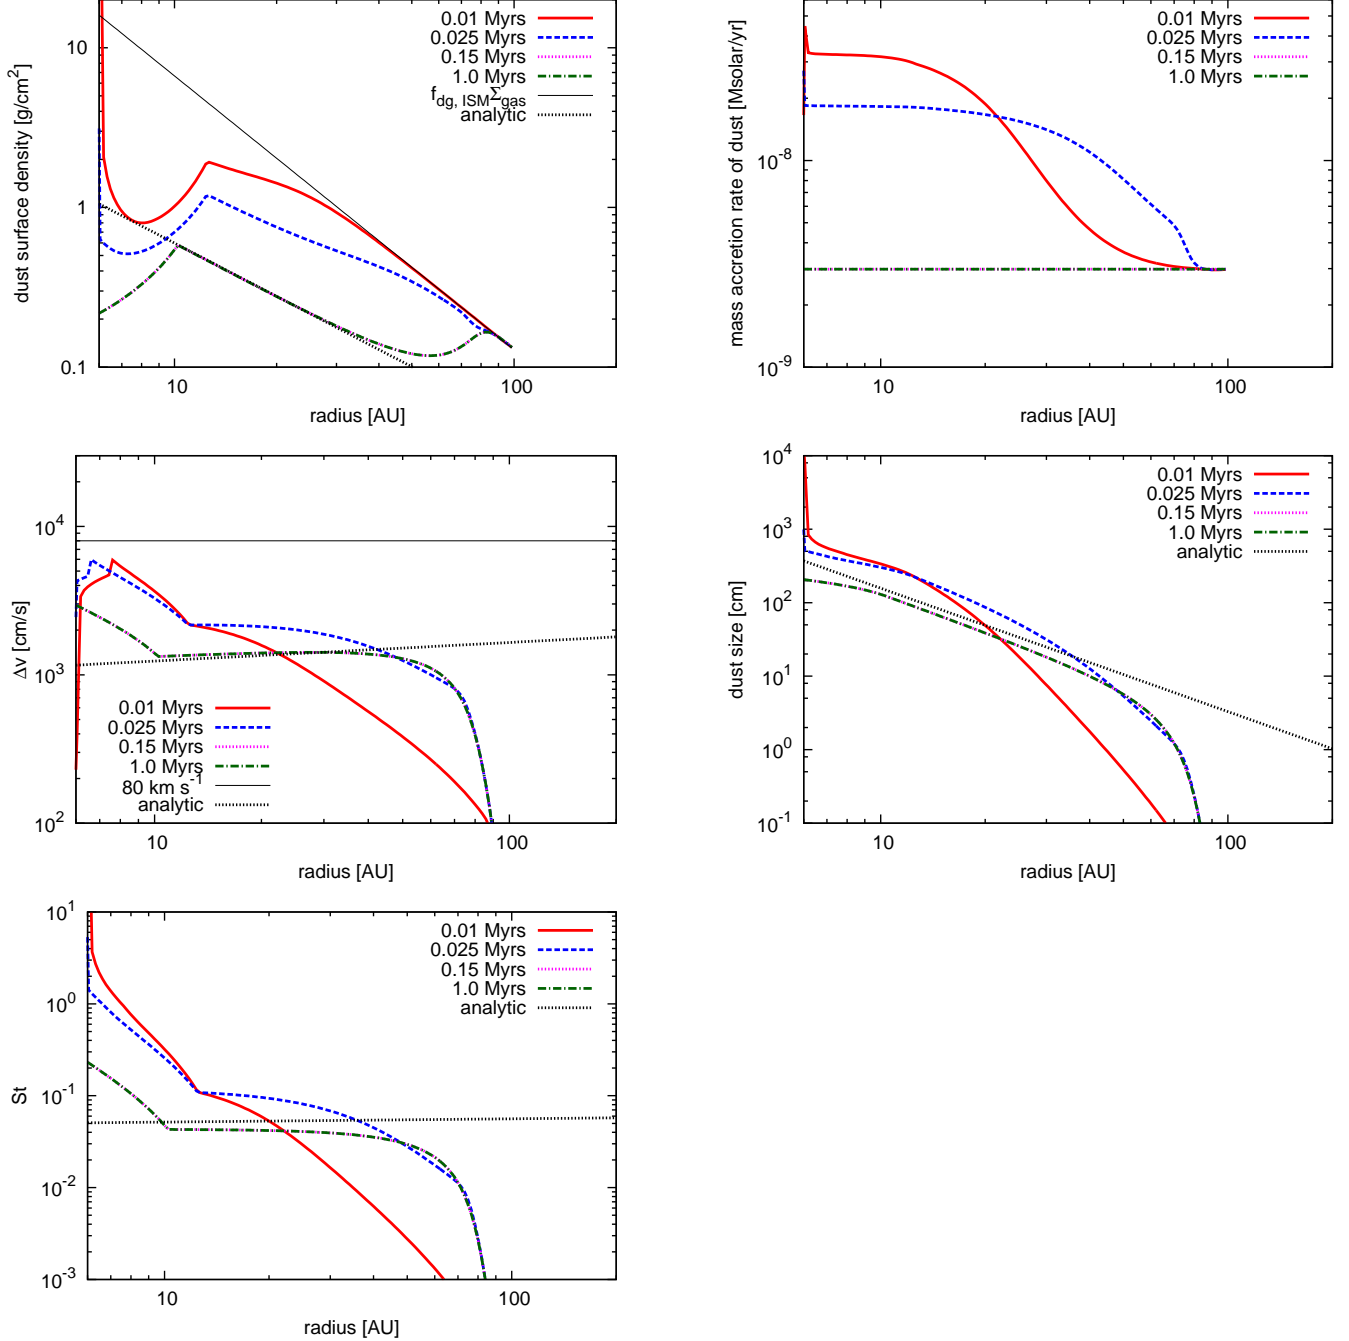 dust surface density [g/cm²]
10
1
0.1
10
100
radius [AU]
0.01 Myrs
0.025 Myrs
0.15 Myrs
1.0 Myrs
f_dg, ISM Σ_gas
analytic
mass accretion rate of dust [Msolar/yr]
10⁻⁸
10⁻⁹
10
100
radius [AU]
0.01 Myrs
0.025 Myrs
0.15 Myrs
1.0 Myrs
Δv [cm/s]
10⁴
10³
10²
10
100
radius [AU]
0.01 Myrs
0.025 Myrs
0.15 Myrs
1.0 Myrs
80 km s⁻¹
analytic
dust size [cm]
10⁴
10³
10²
10¹
10⁰
10⁻¹
10
100
radius [AU]
0.01 Myrs
0.025 Myrs
0.15 Myrs
1.0 Myrs
analytic
St
10¹
10⁰
10⁻¹
10⁻²
10⁻³
10
100
radius [AU]
0.01 Myrs
0.025 Myrs
0.15 Myrs
1.0 Myrs
analytic